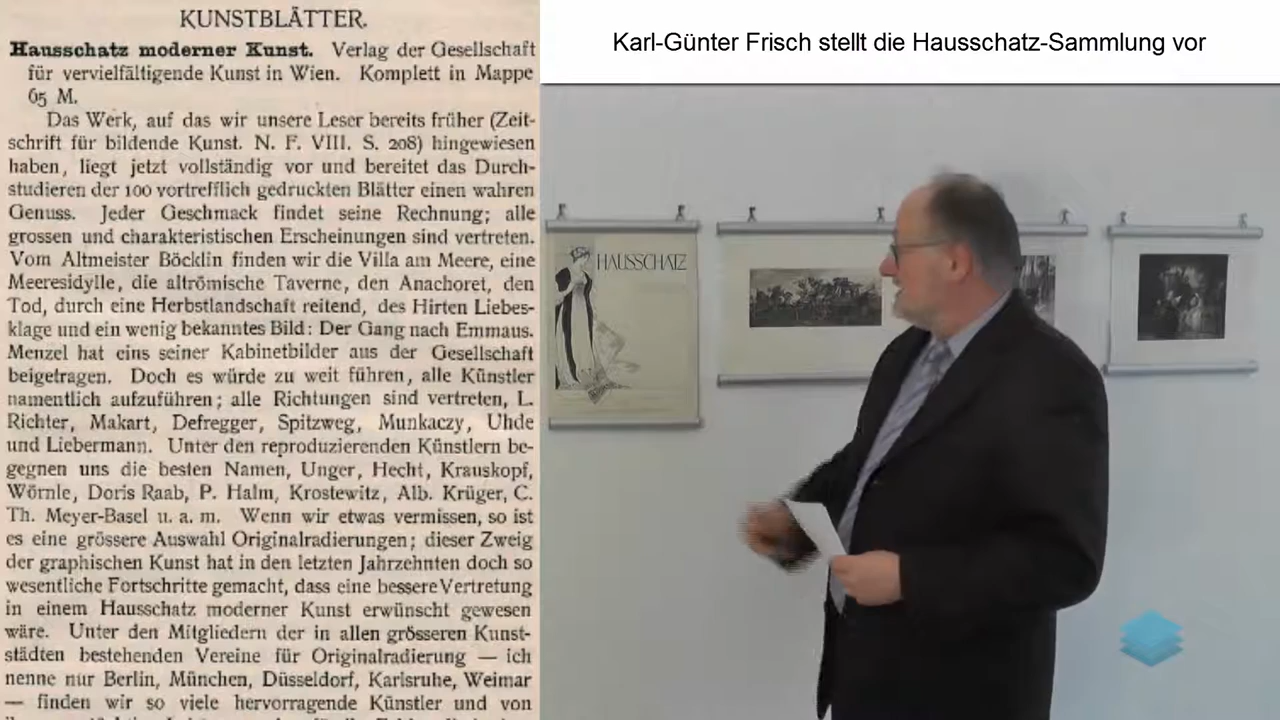 KUNSTBLÄTTER.
Hausschatz moderner Kunst. Verlag der Gesellschaft
für vervielfältigende Kunst in Wien. Komplett in Mappe
65 M.
Das Werk, auf das wir unsere Leser bereits früher (Zeit-
schrift für bildende Kunst. N. F. VIII. S. 208) hingewiesen
haben, liegt jetzt vollständig vor und bereitet das Durch-
studieren der 100 vortrefflich gedruckten Blätter einen wahren
Genuss. Jeder Geschmack findet seine Rechnung; alle
grossen und charakteristischen Erscheinungen sind vertreten.
Vom Altmeister Böcklin finden wir die Villa am Meere, eine
Meeresidylle, die altrömische Taverne, den Anachoret, den
Tod, durch eine Herbstlandschaft reitend, des Hirten Liebes-
klage und ein wenig bekanntes Bild: Der Gang nach Emmaus.
Menzel hat eins seiner Kabinetbilder aus der Gesellschaft
beigetragen. Doch es würde zu weit führen, alle Künstler
namentlich aufzuführen; alle Richtungen sind vertreten, L.
Richter, Makart, Defregger, Spitzweg, Munkaczy, Uhde
und Liebermann. Unter den reproduzierenden Künstlern be-
gegnen uns die besten Namen, Unger, Hecht, Krauskopf,
Wörnle, Doris Raab, P. Halm, Krostewitz, Alb. Krüger, C.
Th. Meyer-Basel u. a. m. Wenn wir etwas vermissen, so ist
es eine grössere Auswahl Originalradierungen; dieser Zweig
der graphischen Kunst hat in den letzten Jahrzehnten doch so
wesentliche Fortschritte gemacht, dass eine bessere Vertretung
in einem Hausschatz moderner Kunst erwünscht gewesen
wäre. Unter den Mitgliedern der in allen grösseren Kunst-
städten bestehenden Vereine für Originalradierung — ich
nenne nur Berlin, München, Düsseldorf, Karlsruhe, Weimar
— finden wir so viele hervorragende Künstler und von
Karl-Günter Frisch stellt die Hausschatz-Sammlung vor
HAUSSCHATZ